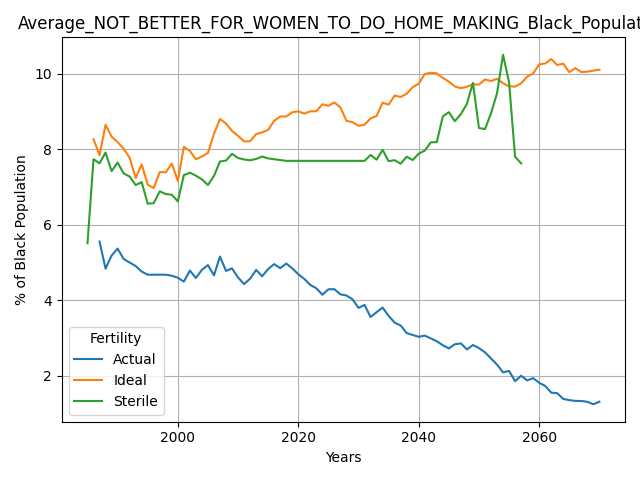 Average_NOT_BETTER_FOR_WOMEN_TO_DO_HOME_MAKING_Black_Populat
% of Black Population
10
8
6
4
2
Fertility
Actual
Ideal
Sterile
2000
2020
2040
2060
Years